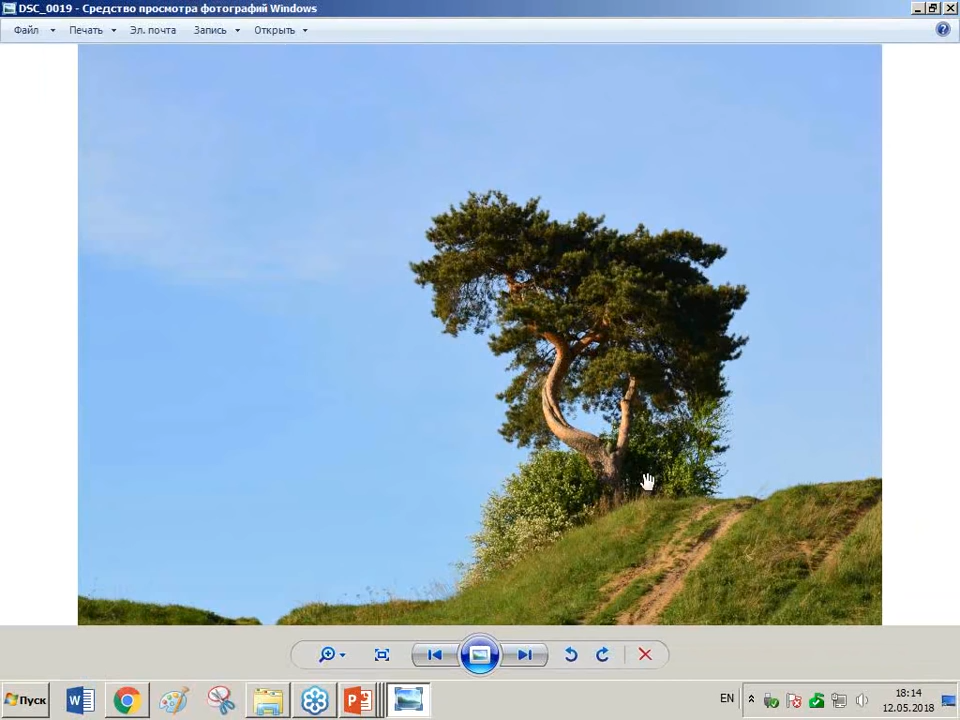 DSC_0019 - Средство просмотра фотографий Windows
Файл Печать Эл. почта Запись Открыть
Пуск
EN
18:14
12.05.2018